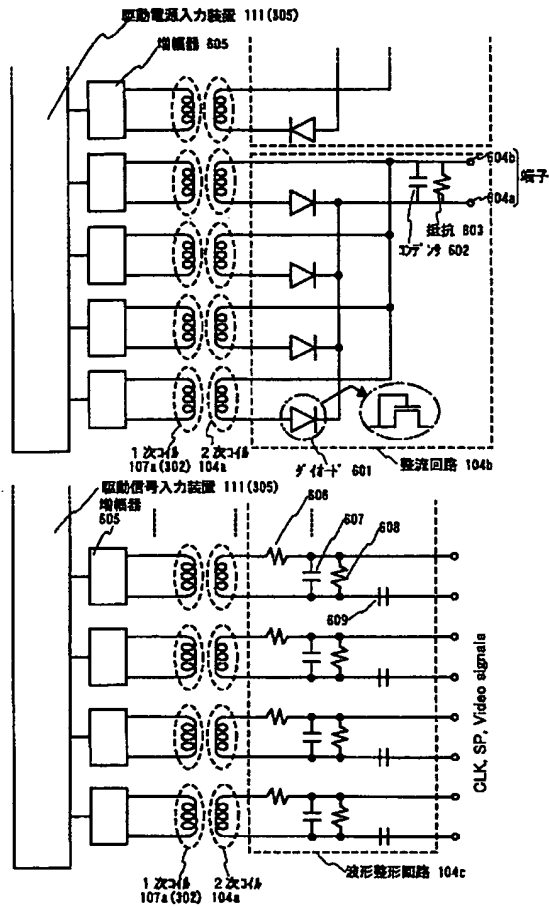 駆動電源入力装置 111(305)
増幅器 605
604b
端子
604a
抵抗 603
コンデンサ 602
1次コイル
107a(302)
2次コイル
104a
ダイオード 601
整流回路 104b
駆動信号入力装置 111(305)
増幅器
605
606
607
608
609
CLK, SP, Video signals
1次コイル
107a(302)
2次コイル
104a
波形整形回路 104c